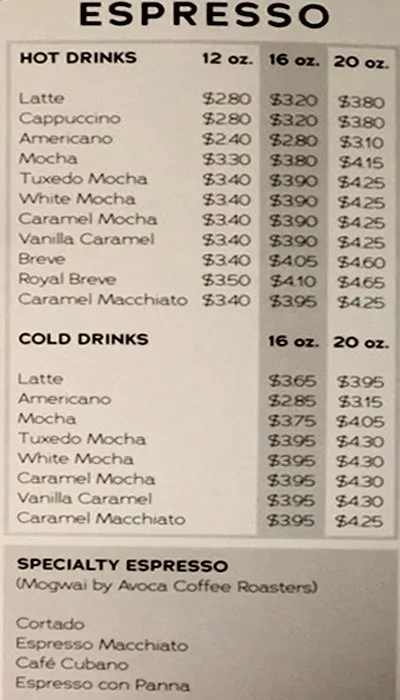 ESPRESSO
HOT DRINKS 12 oz. 16 oz. 20 oz.
Latte $2.80 $3.20 $3.80
Cappuccino $2.80 $3.20 $3.80
Americano $2.40 $2.80 $3.10
Mocha $3.30 $3.80 $4.15
Tuxedo Mocha $3.40 $3.90 $4.25
White Mocha $3.40 $3.90 $4.25
Caramel Mocha $3.40 $3.90 $4.25
Vanilla Caramel $3.40 $3.90 $4.25
Breve $3.40 $4.05 $4.60
Royal Breve $3.50 $4.10 $4.65
Caramel Macchiato $3.40 $3.95 $4.25
COLD DRINKS 16 oz. 20 oz.
Latte $3.65 $3.95
Americano $2.85 $3.15
Mocha $3.75 $4.05
Tuxedo Mocha $3.95 $4.30
White Mocha $3.95 $4.30
Caramel Mocha $3.95 $4.30
Vanilla Caramel $3.95 $4.30
Caramel Macchiato $3.95 $4.25
SPECIALTY ESPRESSO
(Mogwai by Avoca Coffee Roasters)
Cortado
Espresso Macchiato
Café Cubano
Espresso con Panna